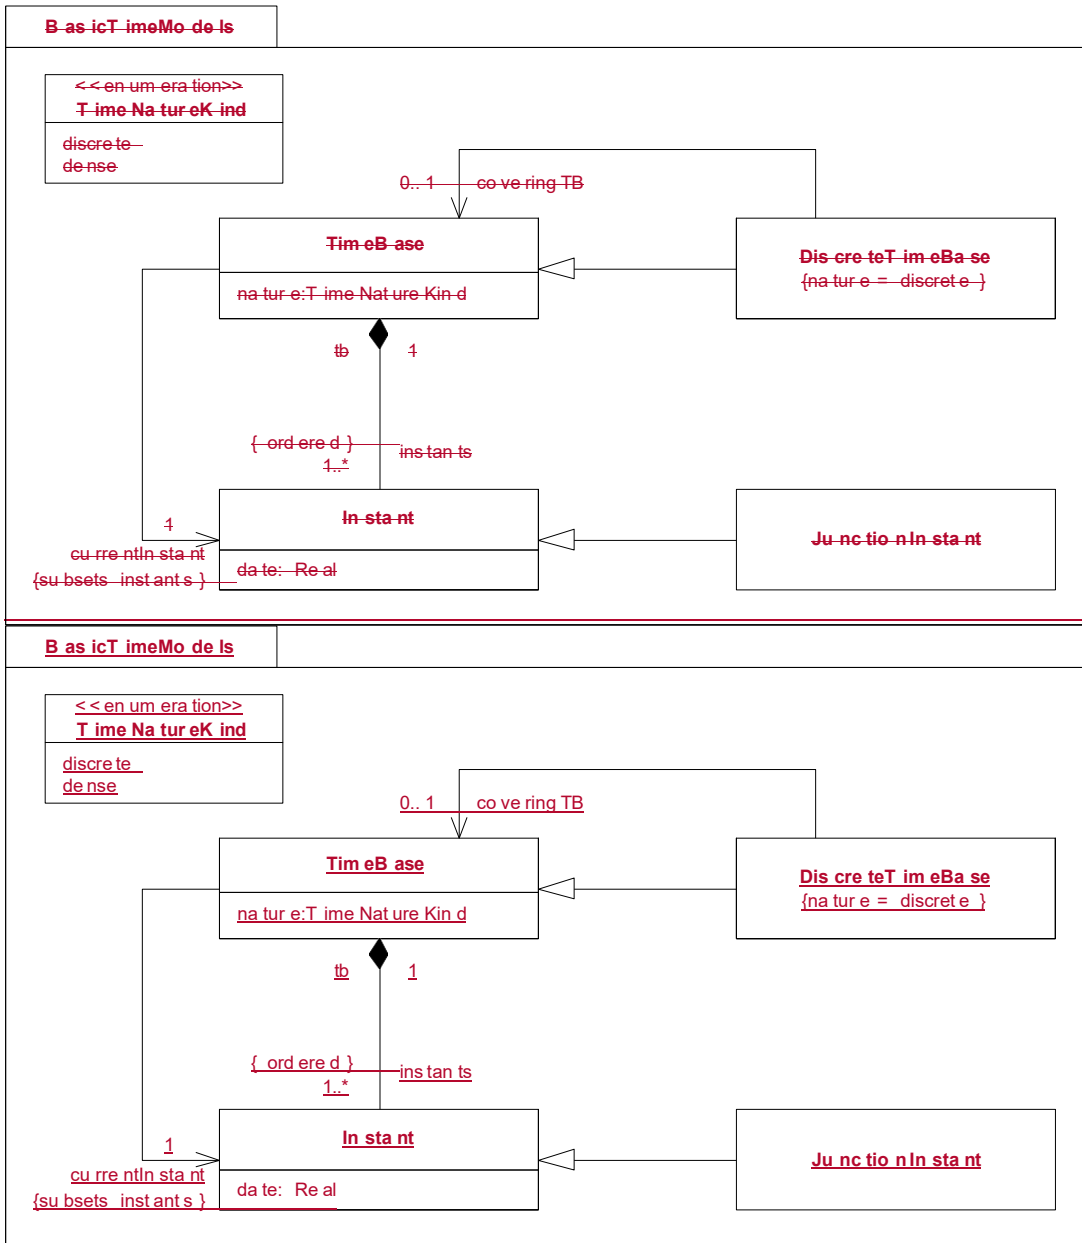 BasicTimeModels
<<enumeration>>
TimeNatureKind
discrete
dense
0..1 coveringTB
TimeBase
DiscreteTimeBase
{nature = discrete }
nature:TimeNatureKind
tb 1
{ ordered } instants
1..*
Instant
1
JunctionInstant
currentInstant
date: Real
{subsets instants }
BasicTimeModels
<<enumeration>>
TimeNatureKind
discrete
dense
0..1 coveringTB
TimeBase
DiscreteTimeBase
{nature = discrete }
nature:TimeNatureKind
tb 1
{ ordered } instants
1..*
Instant
1
JunctionInstant
currentInstant
date: Real
{subsets instants }